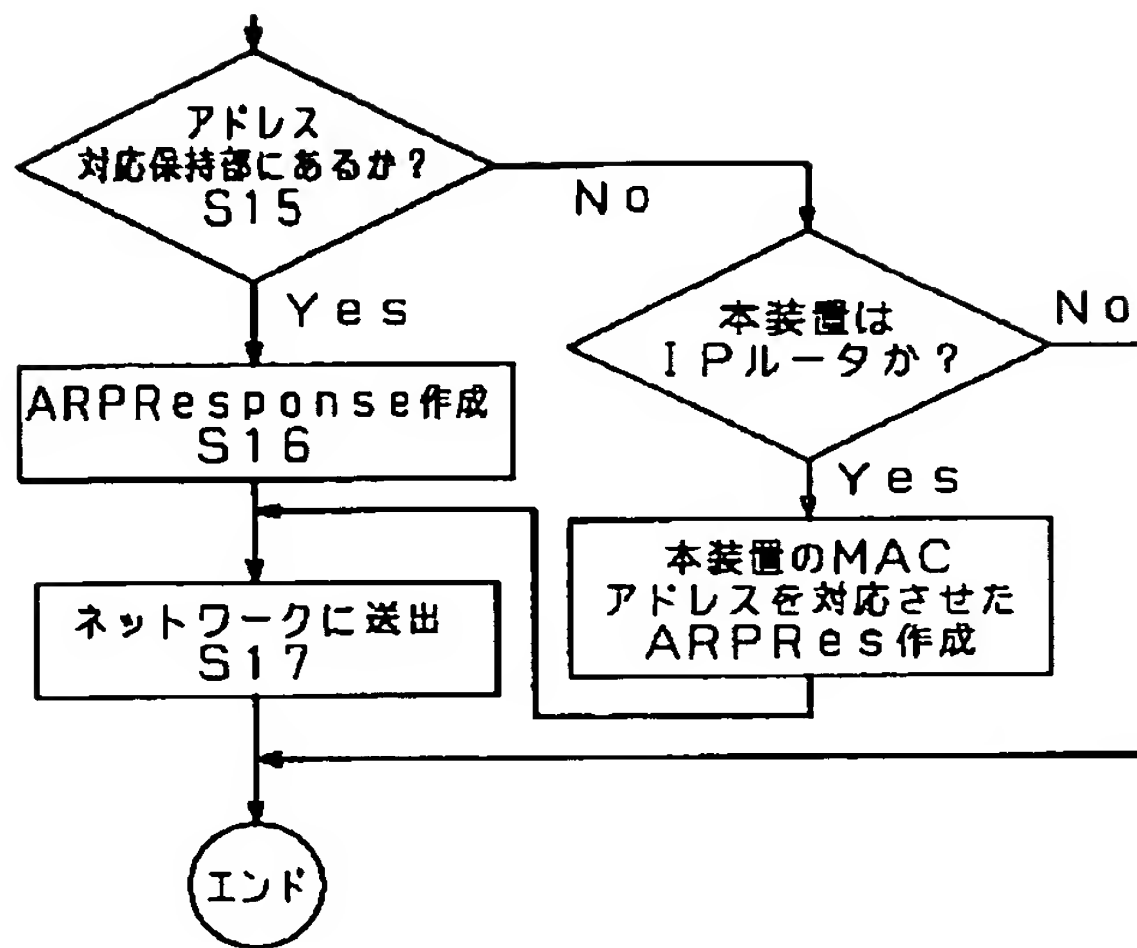 アドレス
対応保持部にあるか？
S15
No
Yes
本装置は
IPルータか？
No
ARPResponse作成
S16
Yes
本装置のMAC
アドレスを対応させた
ARPRes作成
ネットワークに送出
S17
エンド